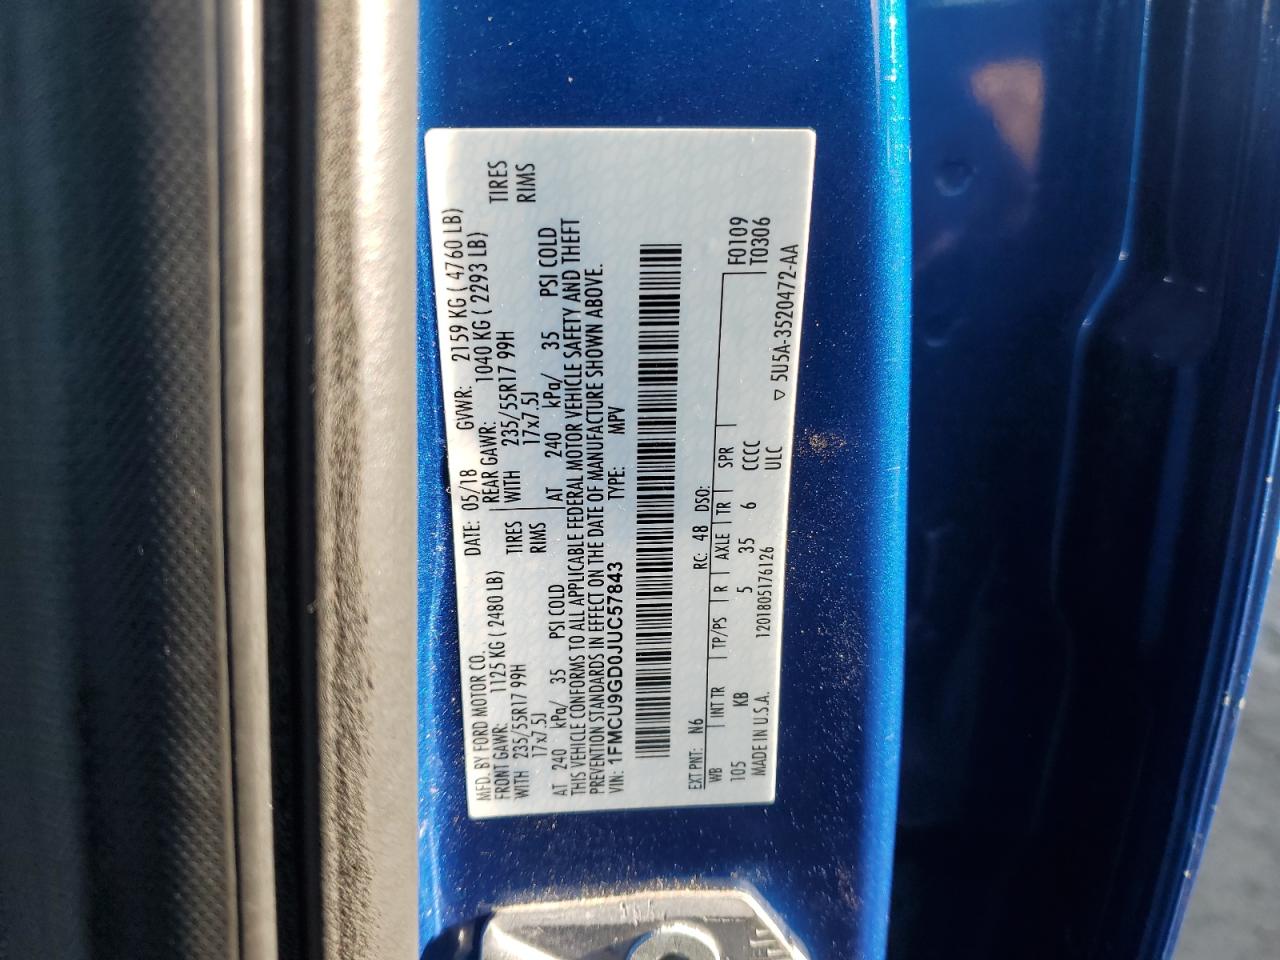 MFD. BY FORD MOTOR CO. DATE: 05/18 GVWR: 2159 KG ( 4760 LB)
FRONT GAWR: 1125 KG ( 2480 LB) REAR GAWR: 1040 KG ( 2293 LB)
WITH 235/55R17 99H TIRES WITH 235/55R17 99H TIRES
17x7.5J RIMS 17x7.5J RIMS
AT 240 kPa/ 35 PSI COLD AT 240 kPa/ 35 PSI COLD
THIS VEHICLE CONFORMS TO ALL APPLICABLE FEDERAL MOTOR VEHICLE SAFETY AND THEFT
PREVENTION STANDARDS IN EFFECT ON THE DATE OF MANUFACTURE SHOWN ABOVE.
VIN: 1FMCU9GD0JUC57843 TYPE: MPV
EXT PNT: N6 RC: 48 DSO: F0109
WB INT TR TP/PS R AXLE TR SPR T0306
105 KB 5 35 6 CCCC
MADE IN U.S.A. 1201805176126 ULC ▽ 5U5A-3520472-AA